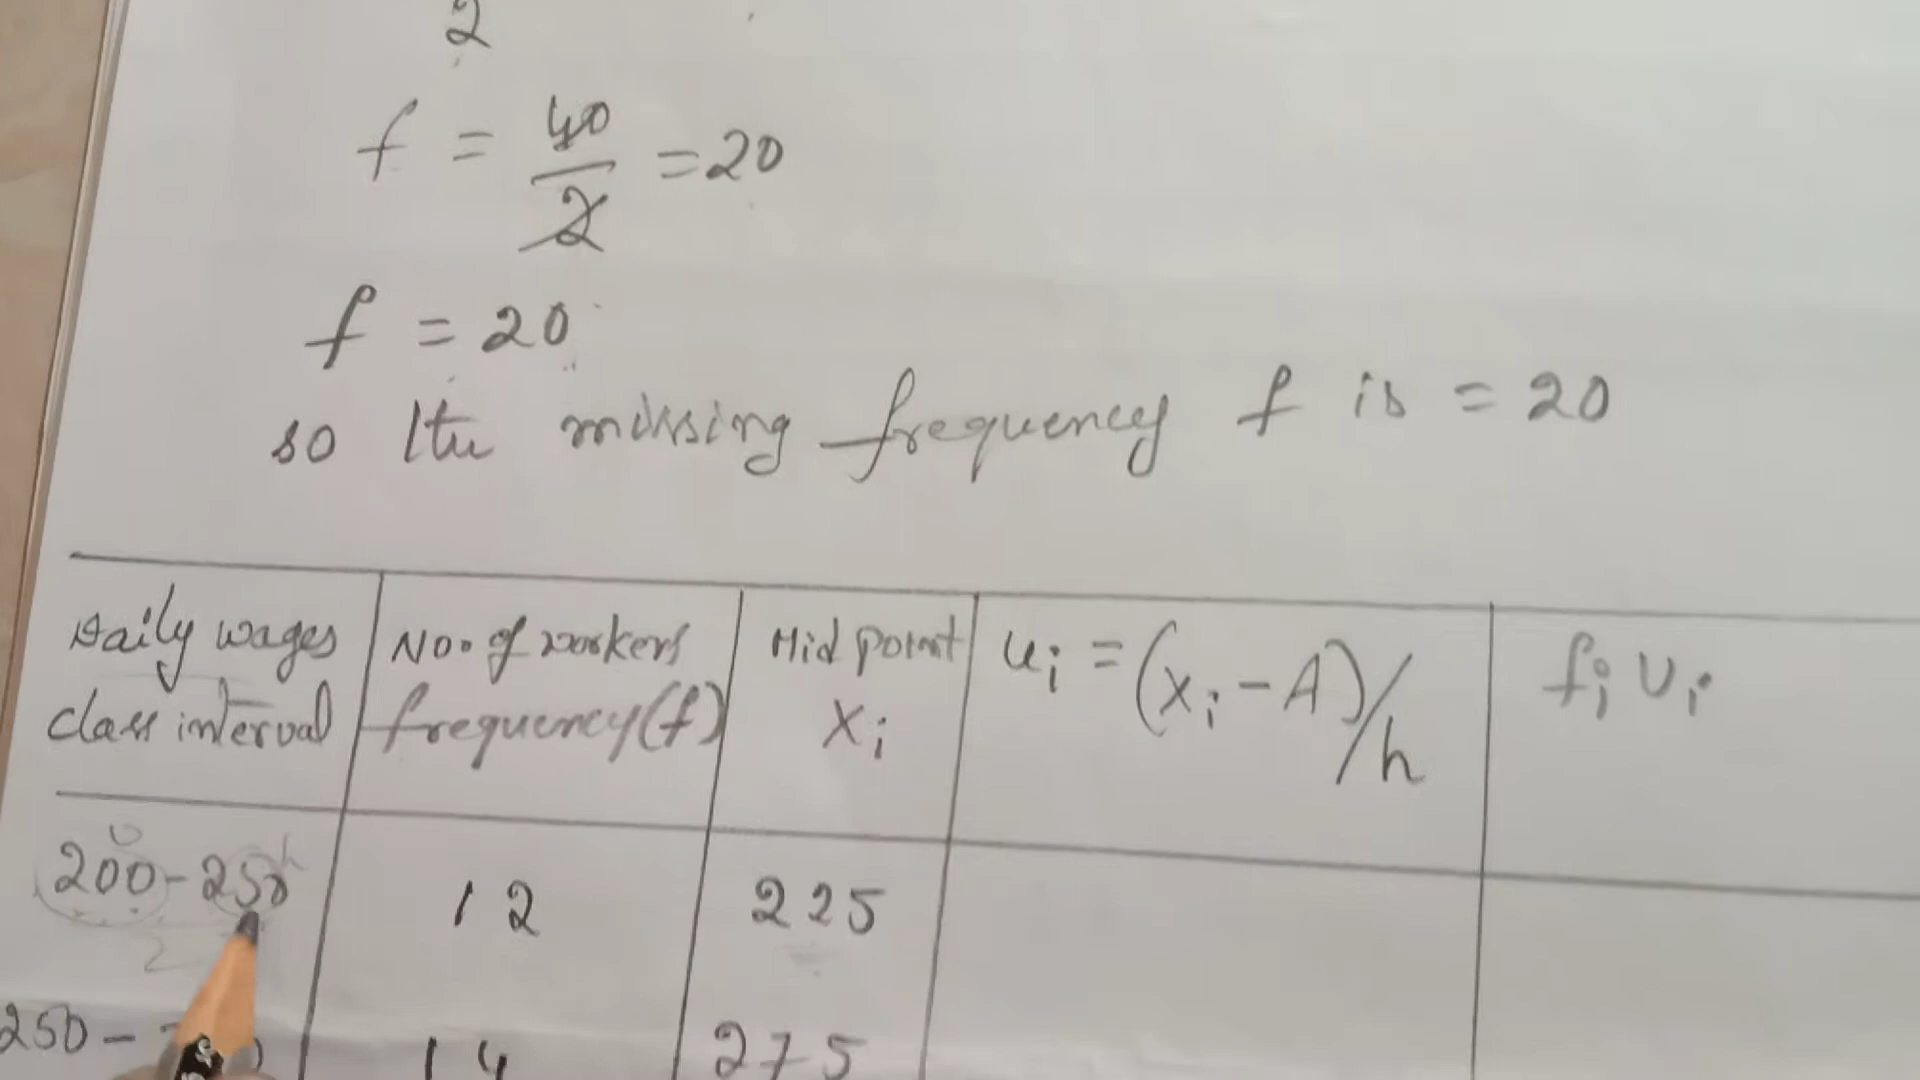 2
f = 40/2 = 20
f = 20
so the missing frequency f is = 20
Daily wages class interval | No. of workers frequency(f) | Mid point xi | ui = (xi - A)/h | fi Ui
200 - 250 | 12 | 225
250 - | 14 | 275